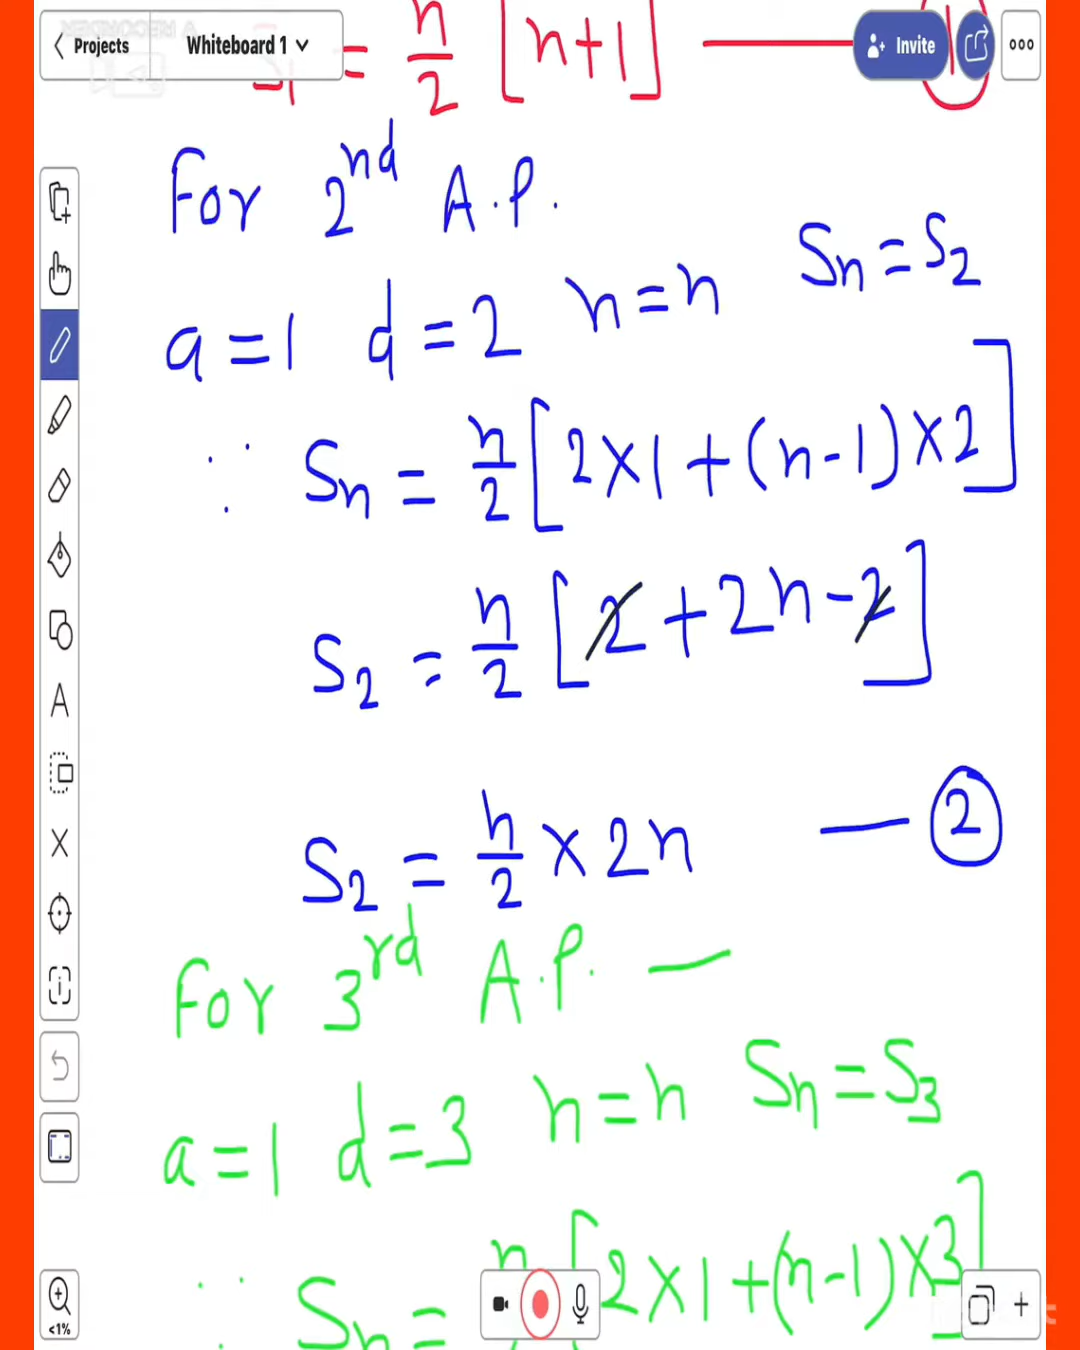 Projects Whiteboard 1 Invite
= n/2 [n+1] —— 1
For 2nd A.P.
a=1 d=2 n=n Sn=S2
∵ Sn = n/2 [2×1+(n-1)×2]
S2 = n/2 [2+2n-2]
S2 = n/2 × 2n — 2
For 3rd A.P. —
a=1 d=3 n=n Sn=S3
Sn = n [2×1+(n-1)×3]
<1%